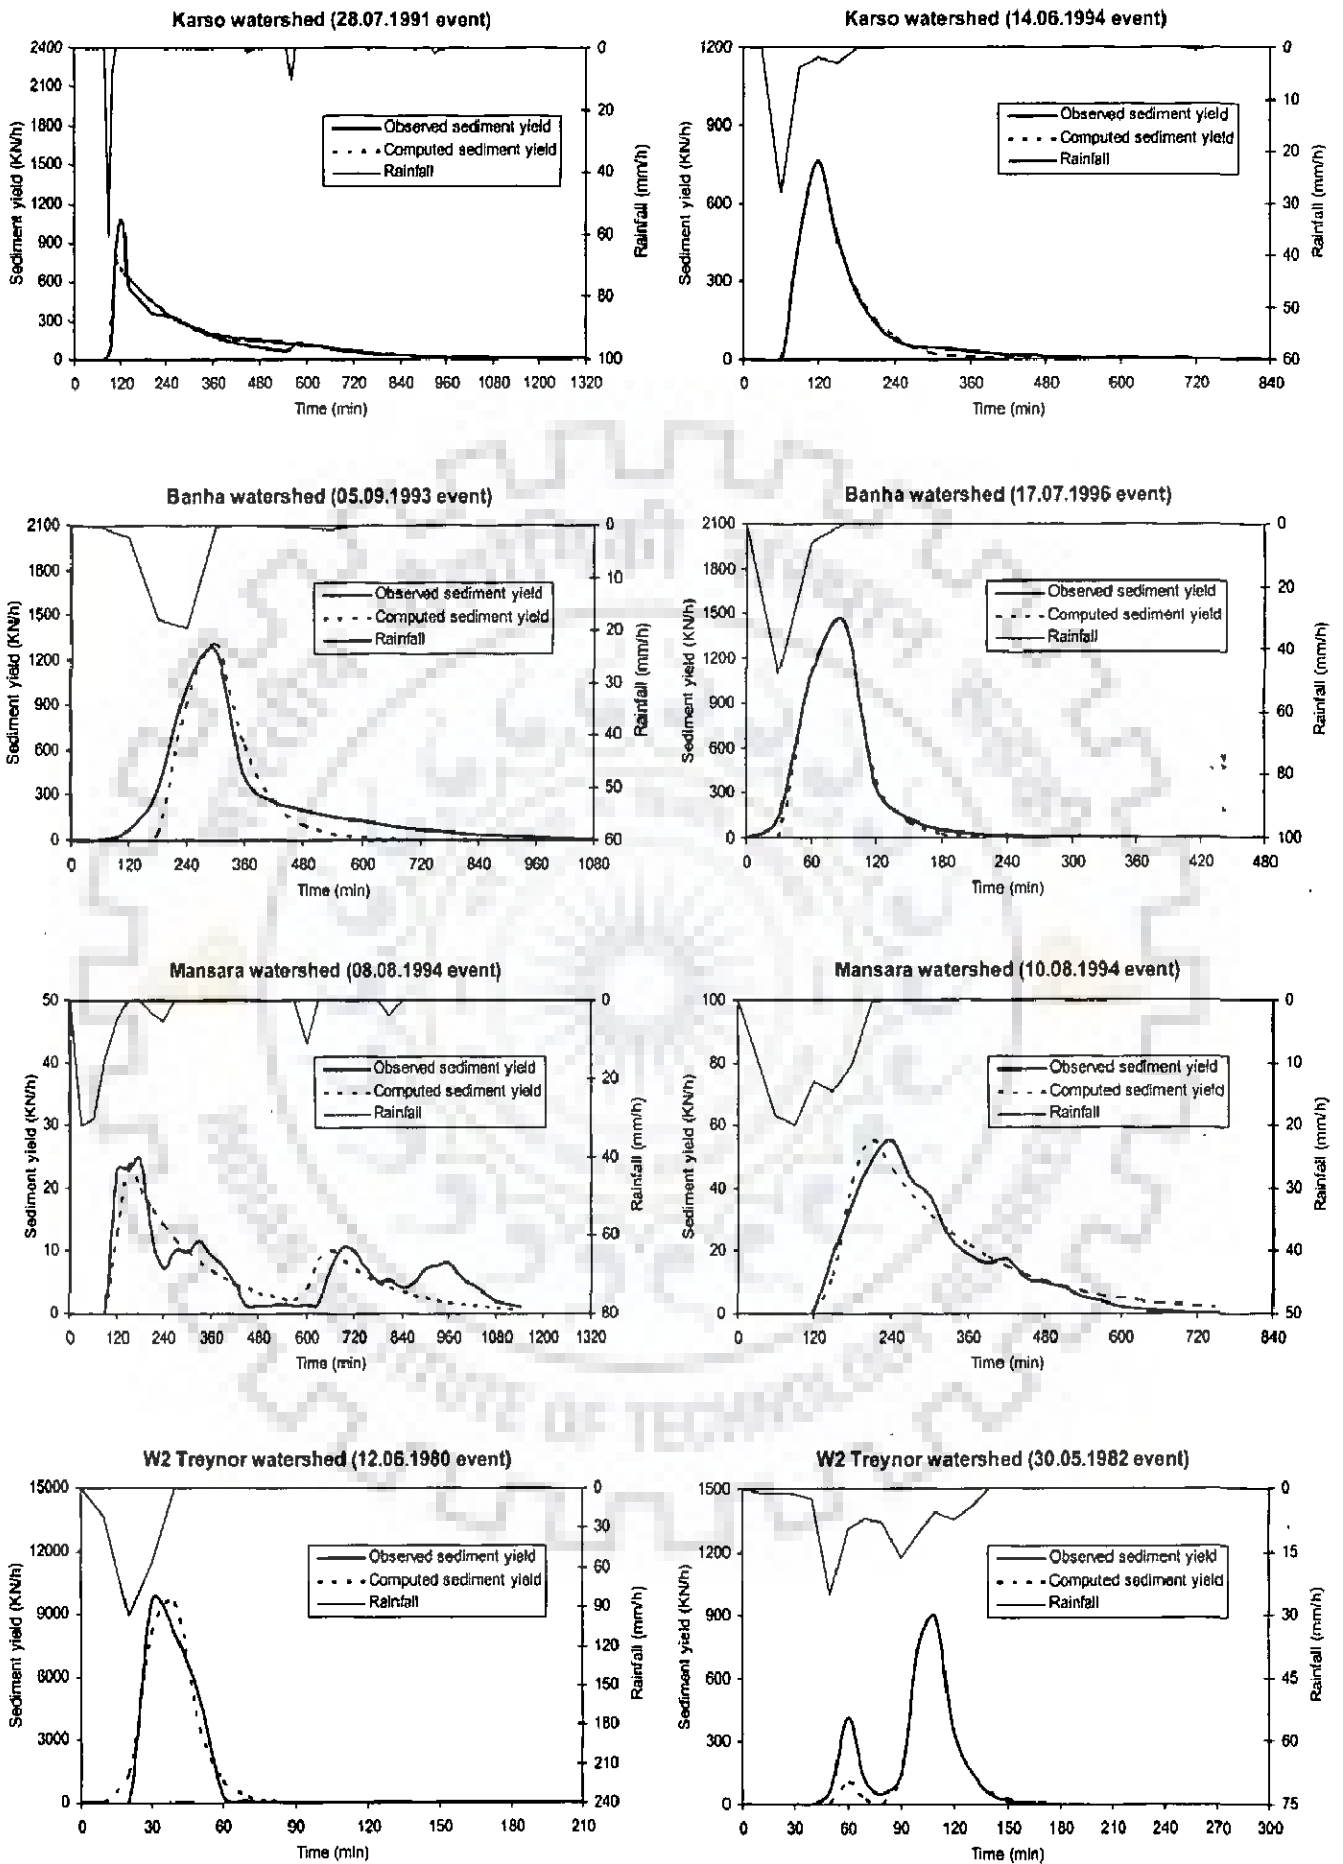 Karso watershed (28.07.1991 event)
2400
2100
1800
1500
1200
900
600
300
0
Sediment yield (KN/h)
Observed sediment yield
Computed sediment yield
Rainfall
0
20
40
60
80
100
Rainfall (mm/h)
0 120 240 360 480 600 720 840 960 1080 1200 1320
Time (min)
Karso watershed (14.06.1994 event)
1200
900
600
300
0
Sediment yield (KN/h)
Observed sediment yield
Computed sediment yield
Rainfall
0
10
20
30
40
50
60
Rainfall (mm/h)
0 120 240 360 480 600 720 840
Time (min)
Banha watershed (05.09.1993 event)
2100
1800
1500
1200
900
600
300
0
Sediment yield (KN/h)
Observed sediment yield
Computed sediment yield
Rainfall
0
10
20
30
40
50
60
Rainfall (mm/h)
0 120 240 360 480 600 720 840 960 1080
Time (min)
Banha watershed (17.07.1996 event)
2100
1800
1500
1200
900
600
300
0
Sediment yield (KN/h)
Observed sediment yield
Computed sediment yield
Rainfall
0
20
40
60
80
100
Rainfall (mm/h)
0 60 120 180 240 300 360 420 480
Time (min)
Mansara watershed (08.08.1994 event)
50
40
30
20
10
0
Sediment yield (KN/h)
Observed sediment yield
Computed sediment yield
Rainfall
0
20
40
60
80
Rainfall (mm/h)
0 120 240 360 480 600 720 840 960 1080 1200 1320
Time (min)
Mansara watershed (10.08.1994 event)
100
80
60
40
20
0
Sediment yield (KN/h)
Observed sediment yield
Computed sediment yield
Rainfall
0
10
20
30
40
50
Rainfall (mm/h)
0 120 240 360 480 600 720 840
Time (min)
W2 Treynor watershed (12.06.1980 event)
15000
12000
9000
6000
3000
0
Sediment yield (KN/h)
Observed sediment yield
Computed sediment yield
Rainfall
0
30
60
90
120
150
180
210
240
Rainfall (mm/h)
0 30 60 90 120 150 180 210
Time (min)
W2 Treynor watershed (30.05.1982 event)
1500
1200
900
600
300
0
Sediment yield (KN/h)
Observed sediment yield
Computed sediment yield
Rainfall
0
15
30
45
60
75
Rainfall (mm/h)
0 30 60 90 120 150 180 210 240 270 300
Time (min)